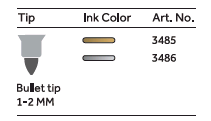 Tip Ink Color Art. No.
3485
3486
Bullet tip
1-2 MM